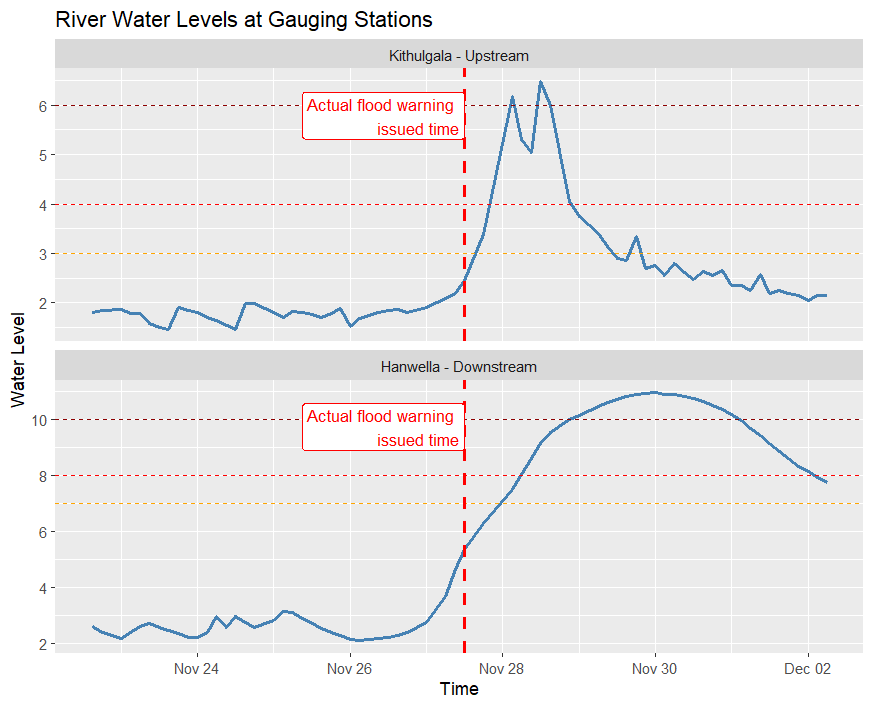 River Water Levels at Gauging Stations
Kithulgala - Upstream
Actual flood warning
issued time
6
5
4
3
2
Hanwella - Downstream
Actual flood warning
issued time
10
8
6
4
2
Water Level
Nov 24 Nov 26 Nov 28 Nov 30 Dec 02
Time